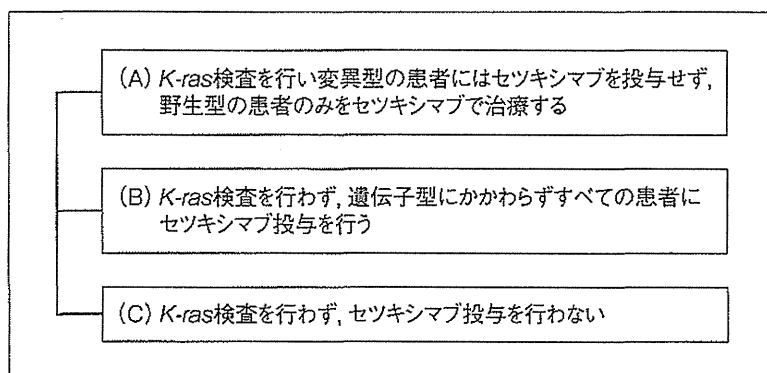 (A) K-ras検査を行い変異型の患者にはセツキシマブを投与せず,
野生型の患者のみをセツキシマブで治療する
(B) K-ras検査を行わず, 遺伝子型にかかわらずすべての患者に
セツキシマブ投与を行う
(C) K-ras検査を行わず, セツキシマブ投与を行わない